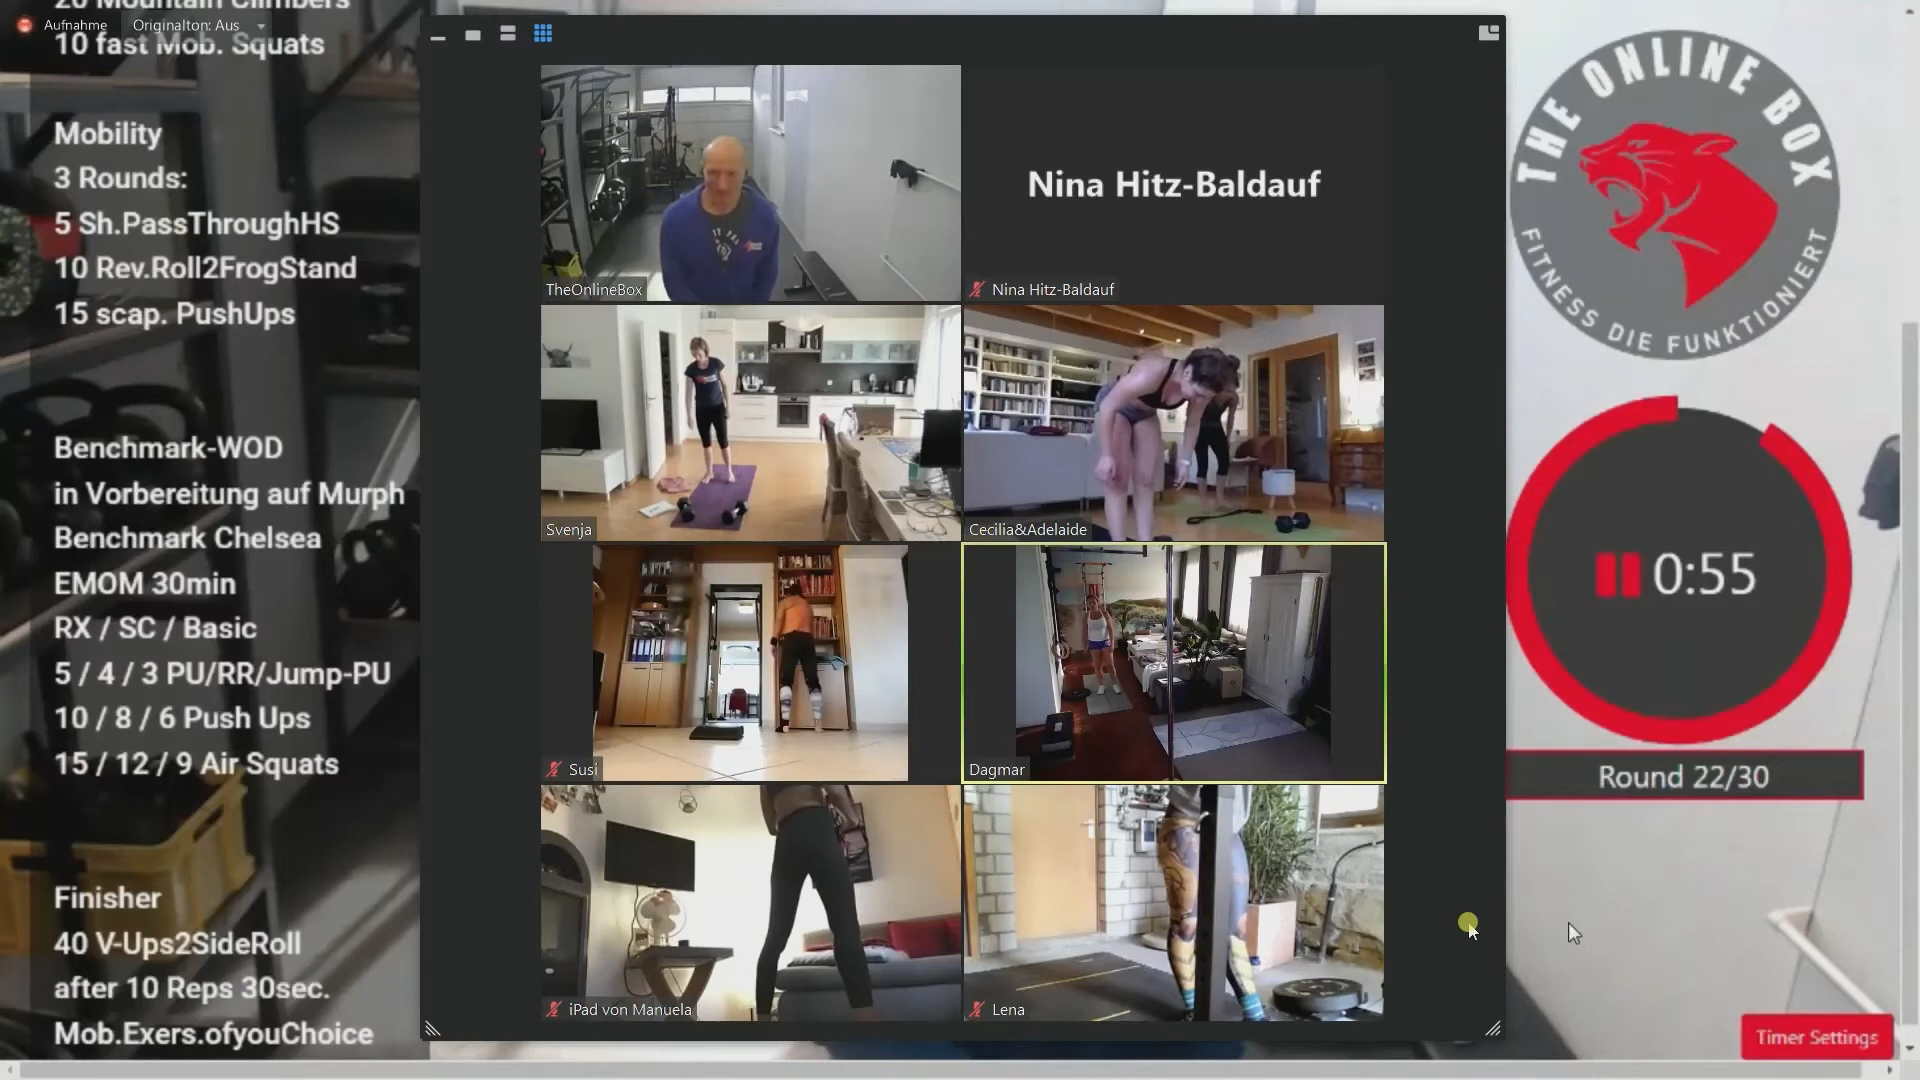 20 Mountain Climbers
Aufnahme
Originalton: Aus
10 fast Mob. Squats
Mobility
3 Rounds:
5 Sh.PassThroughHS
10 Rev.Roll2FrogStand
15 scap. PushUps
Benchmark-WOD
in Vorbereitung auf Murph
Benchmark Chelsea
EMOM 30min
RX / SC / Basic
5 / 4 / 3 PU/RR/Jump-PU
10 / 8 / 6 Push Ups
15 / 12 / 9 Air Squats
Finisher
40 V-Ups2SideRoll
after 10 Reps 30sec.
Mob.Exers.ofyouChoice
TheOnlineBox
Nina Hitz-Baldauf
Nina Hitz-Baldauf
Svenja
Cecilia&Adelaide
Susi
Dagmar
iPad von Manuela
Lena
THE ONLINE BOX
FITNESS DIE FUNKTIONIERT
0:55
Round 22/30
Timer Settings